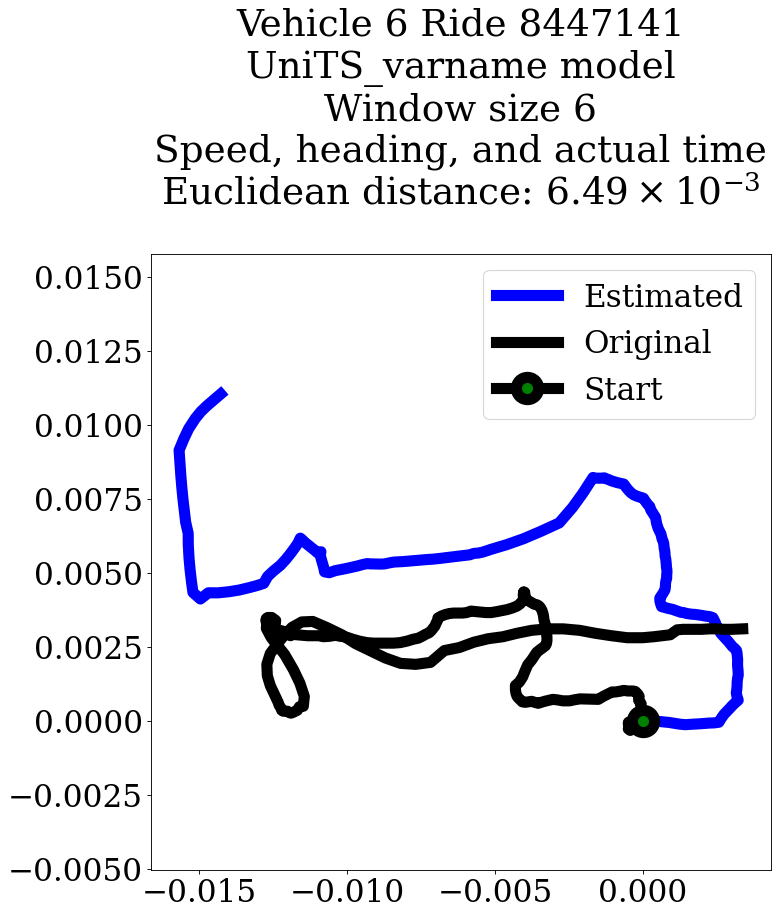 Vehicle 6 Ride 8447141
UniTS_varname model
Window size 6
Speed, heading, and actual time
Euclidean distance: 6.49 × 10⁻³
Estimated
Original
Start
0.0150
0.0125
0.0100
0.0075
0.0050
0.0025
0.0000
−0.0025
−0.0050
−0.015 −0.010 −0.005 0.000